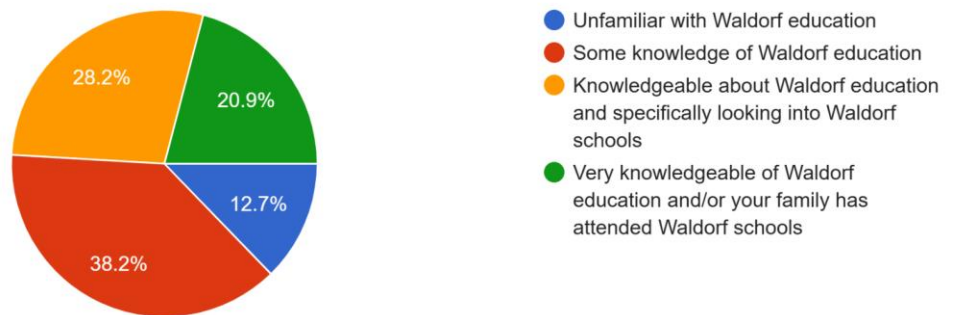 28.2%
20.9%
12.7%
38.2%
Unfamiliar with Waldorf education
Some knowledge of Waldorf education
Knowledgeable about Waldorf education
and specifically looking into Waldorf
schools
Very knowledgeable of Waldorf
education and/or your family has
attended Waldorf schools